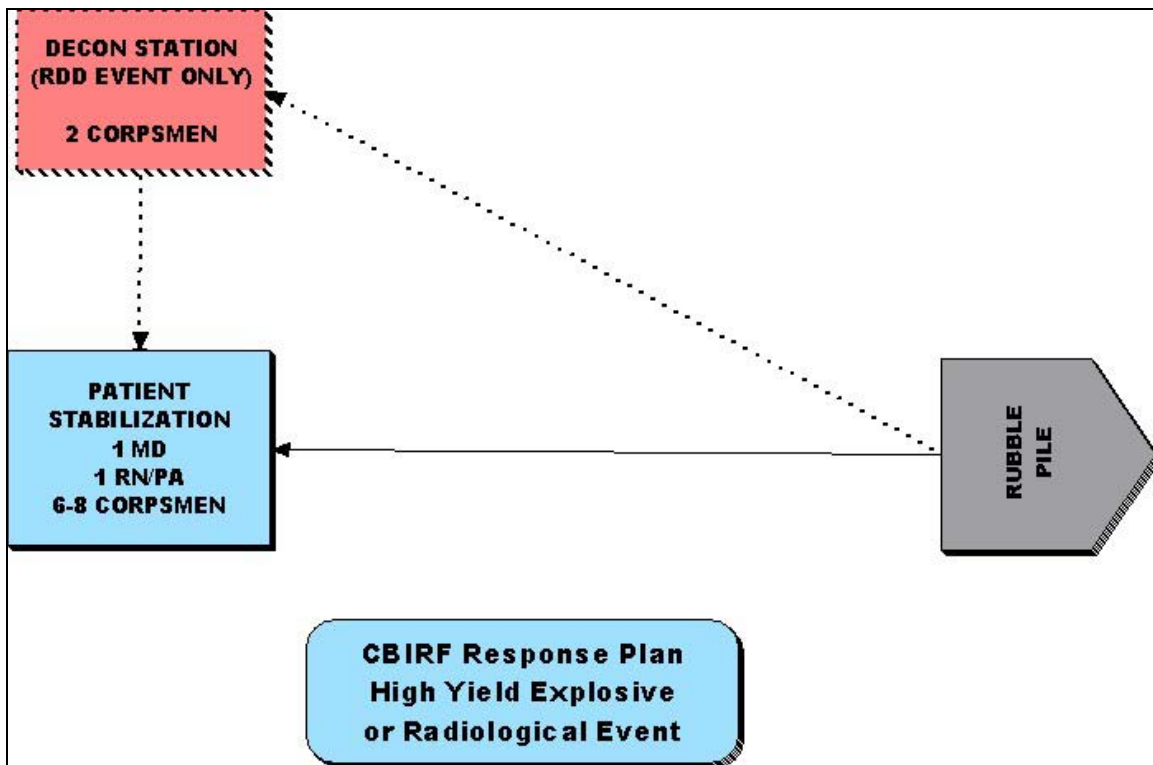 DECON STATION
(RDD EVENT ONLY)
2 CORPSMEN
PATIENT
STABILIZATION
1 MD
1 RN/PA
6-8 CORPSMEN
RUBBLE
PILE
CBIRF Response Plan
High Yield Explosive
or Radiological Event